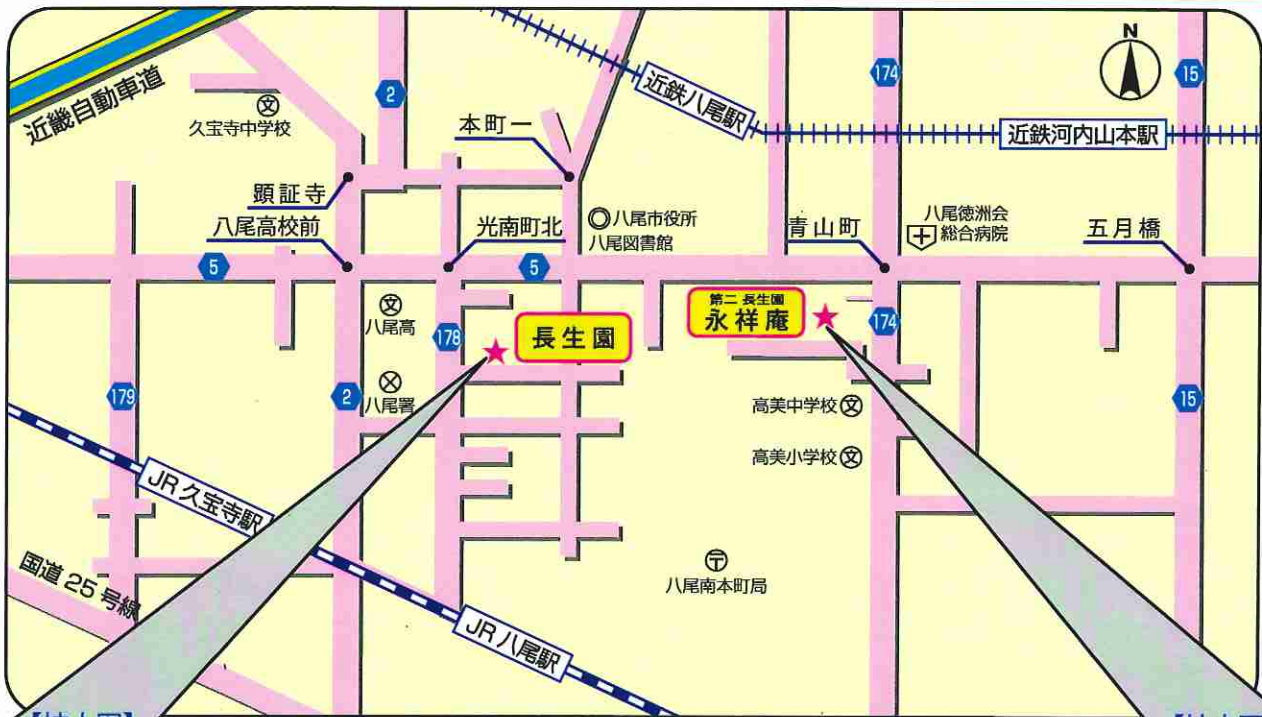 近畿自動車道
久宝寺中学校
2
本町一
近鉄八尾駅
174
N
15
近鉄河内山本駅
顕証寺
八尾高校前
光南町北
八尾市役所
八尾図書館
青山町
八尾徳洲会
総合病院
五月橋
5
5
八尾高
178
長生園
第二 長生園
永祥庵
174
179
2
八尾署
高美中学校
15
高美小学校
JR 久宝寺駅
国道 25 号線
八尾南本町局
JR 八尾駅